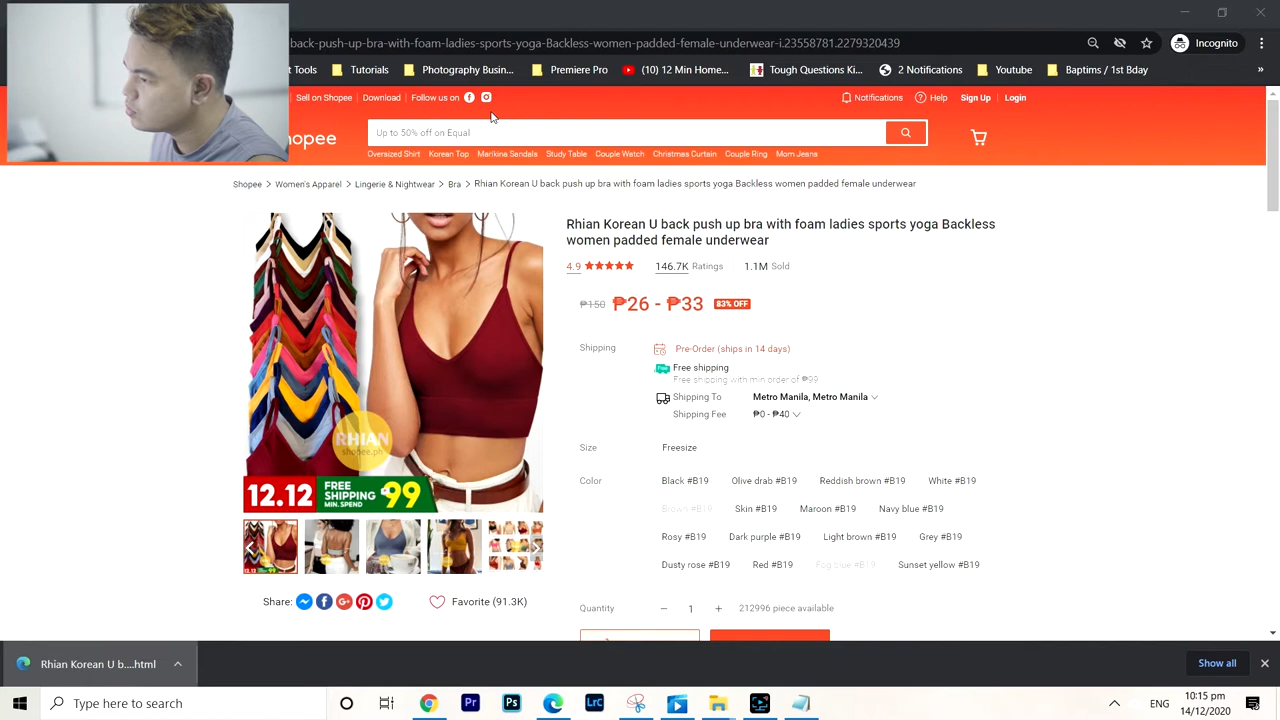 back-push-up-bra-with-foam-ladies-sports-yoga-Backless-women-padded-female-underwear-i.23558781.2279320439
Incognito
t Tools Tutorials Photography Busin... Premiere Pro (10) 12 Min Home... Tough Questions Ki... 2 Notifications Youtube Baptims / 1st Bday »
Sell on Shopee Download Follow us on Notifications Help Sign Up Login
hopee
Up to 50% off on Equal
Oversized Shirt Korean Top Marikina Sandals Study Table Couple Watch Christmas Curtain Couple Ring Mom Jeans
Shopee > Women's Apparel > Lingerie & Nightwear > Bra > Rhian Korean U back push up bra with foam ladies sports yoga Backless women padded female underwear
Rhian Korean U back push up bra with foam ladies sports yoga Backless
women padded female underwear
4.9 146.7K Ratings 1.1M Sold
₱150 ₱26 - ₱33 83% OFF
Shipping Pre-Order (ships in 14 days)
Free shipping
Free shipping with min order of ₱99
Shipping To Metro Manila, Metro Manila
Shipping Fee ₱0 - ₱40
Size Freesize
Color Black #B19 Olive drab #B19 Reddish brown #B19 White #B19
Brown #B19 Skin #B19 Maroon #B19 Navy blue #B19
Rosy #B19 Dark purple #B19 Light brown #B19 Grey #B19
Dusty rose #B19 Red #B19 Fog blue #B19 Sunset yellow #B19
Quantity 1 212996 piece available
RHIAN
shopee.ph
12.12 FREE SHIPPING MIN. SPEND ₱99
Share: Favorite (91.3K)
Rhian Korean U b....html
Show all
Type here to search
Pr Ps LrC
ENG
10:15 pm
14/12/2020